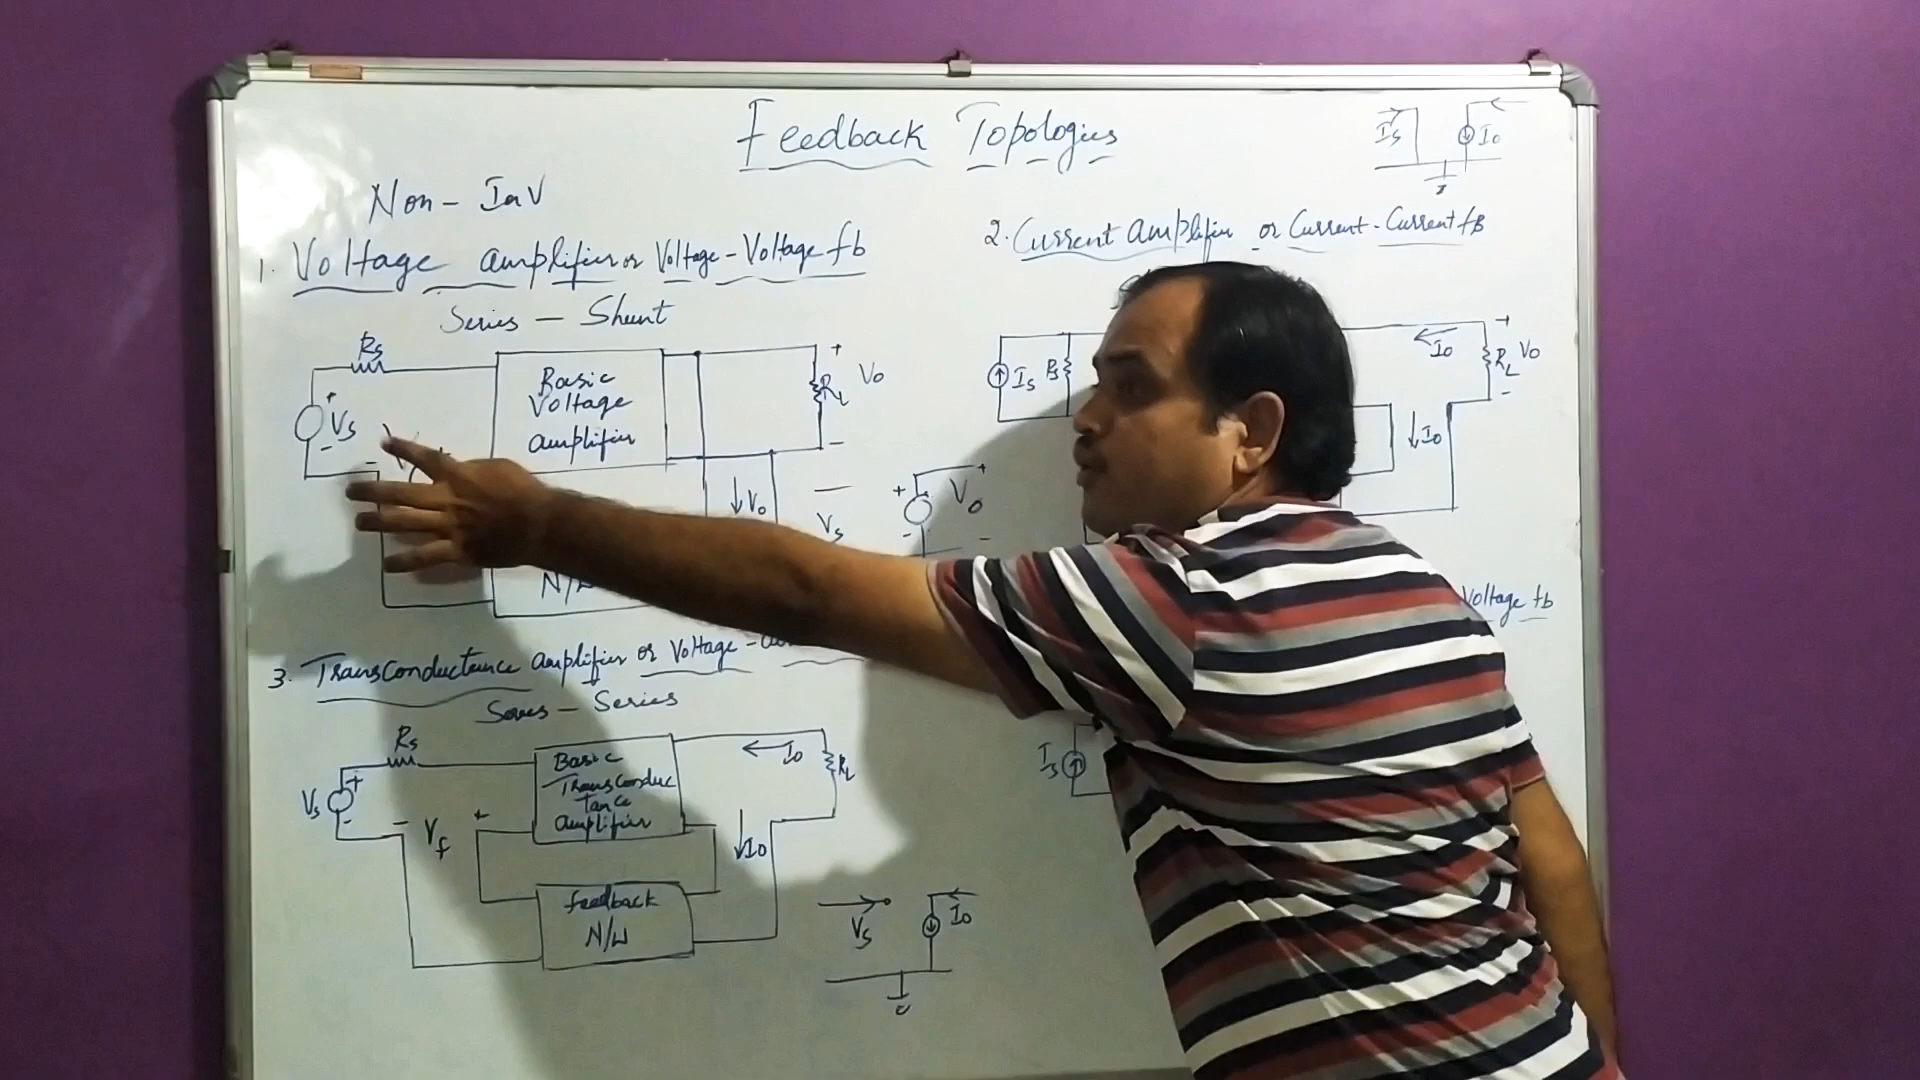 Feedback Topologies
Is Io
Non - Inv
1. Voltage amplifier or Voltage-Voltage fb
Series - Shunt
Rs
+
Vs
-
Basic
Voltage
amplifier
+
RL Vo
-
↓Vo
Vs
N/
+ Vo +
- -
2. Current Amplifier or Current-Current fB
Is Rs
Io
+
RL Vo
-
↓Io
Voltage fb
Is
3. Transconductance amplifier or Voltage -
Series - Series
Rs
Vs
+
-
- Vf +
Basic
Transconduc
tance
amplifier
Io
RL
↓Io
feedback
N/W
Vs
Io